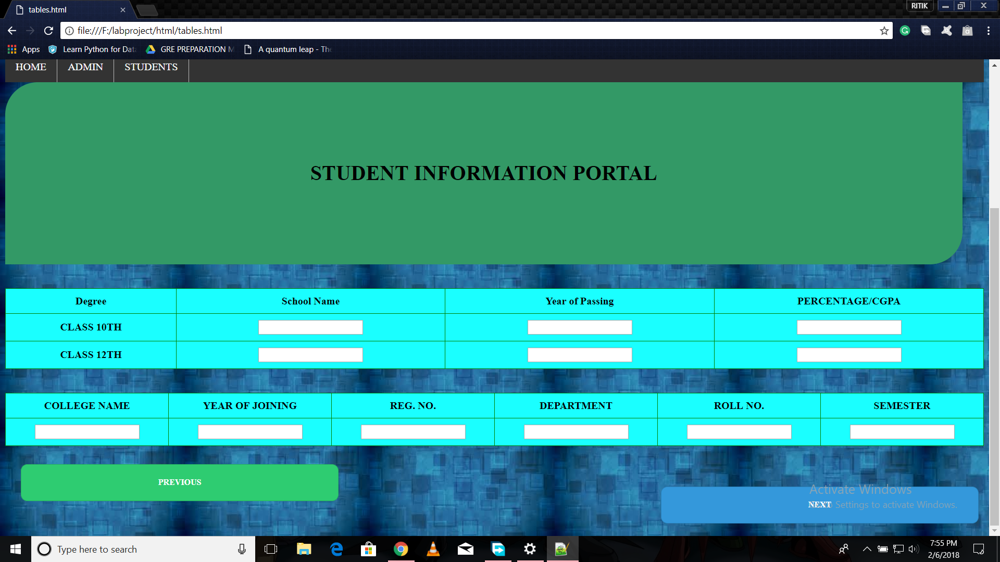 tables.html
RITIK
file:///F:/labproject/html/tables.html
Apps Learn Python for Dat GRE PREPARATION M A quantum leap - The
HOME ADMIN STUDENTS
STUDENT INFORMATION PORTAL
Degree School Name Year of Passing PERCENTAGE/CGPA
CLASS 10TH
CLASS 12TH
COLLEGE NAME YEAR OF JOINING REG. NO. DEPARTMENT ROLL NO. SEMESTER
PREVIOUS
Activate Windows
NEXT Settings to activate Windows.
Type here to search
7:55 PM
2/6/2018